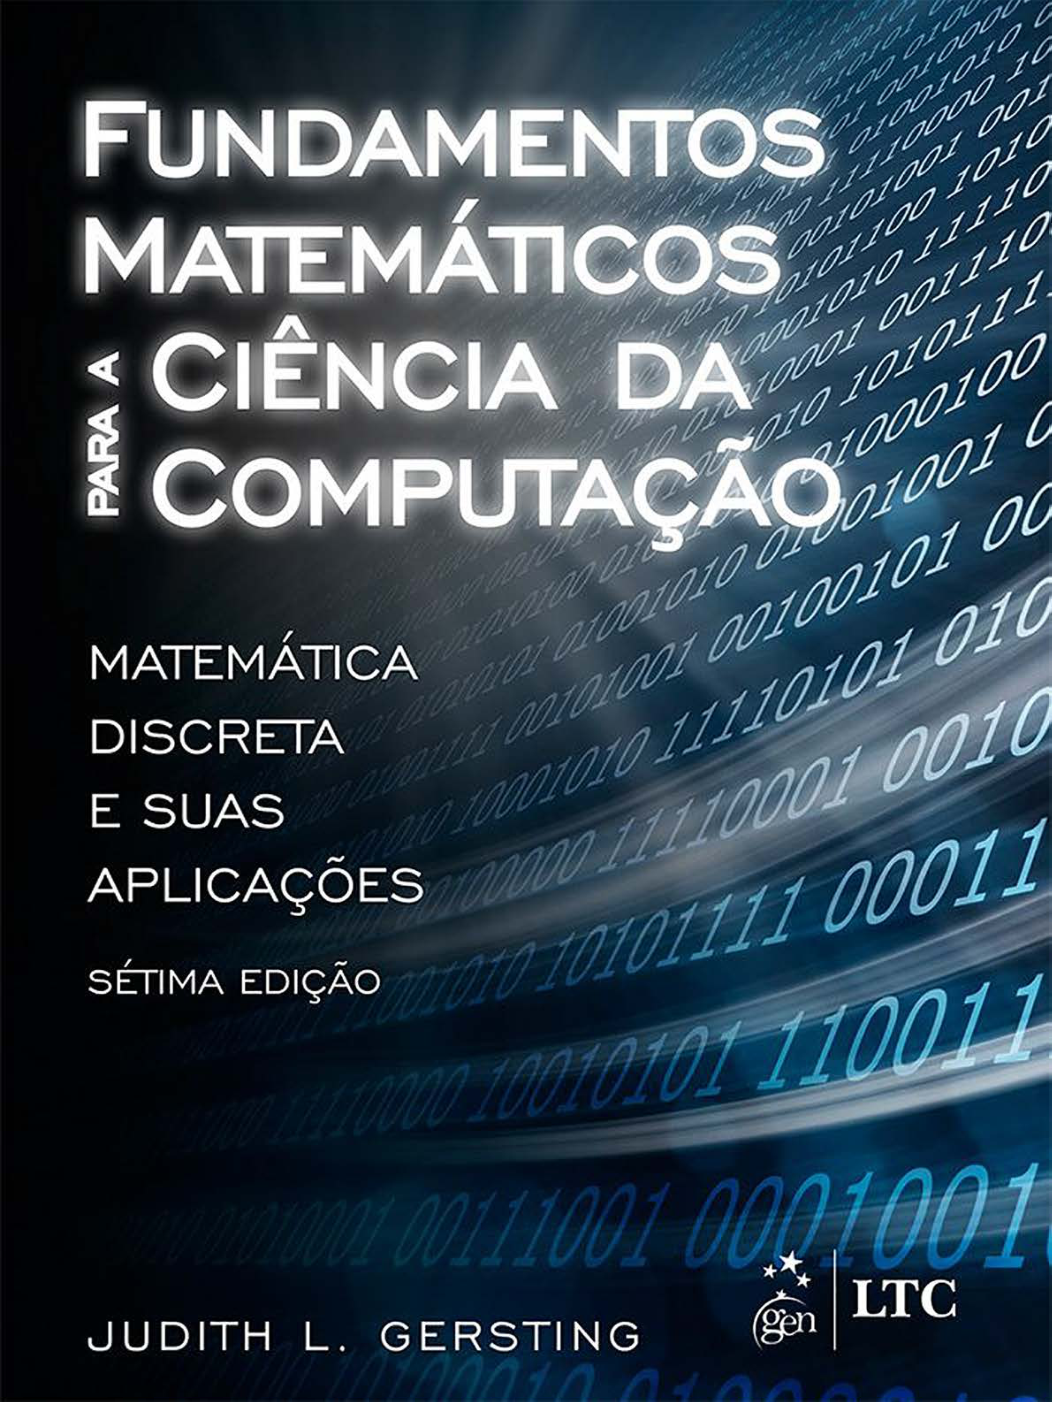 FUNDAMENTOS
MATEMÁTICOS
PARA A
CIÊNCIA DA
COMPUTAÇÃO
MATEMÁTICA
DISCRETA
E SUAS
APLICAÇÕES
SÉTIMA EDIÇÃO
JUDITH L. GERSTING
gen
LTC